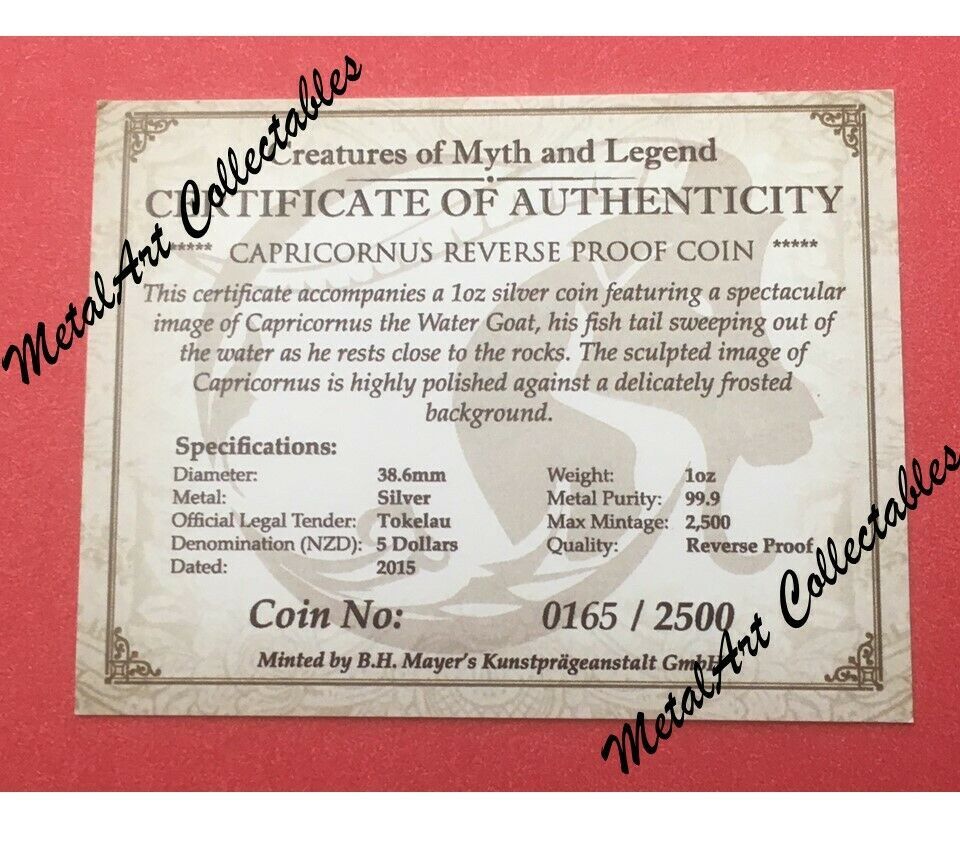 Creatures of Myth and Legend
CERTIFICATE OF AUTHENTICITY
***** CAPRICORNUS REVERSE PROOF COIN *****
This certificate accompanies a 1oz silver coin featuring a spectacular
image of Capricornus the Water Goat, his fish tail sweeping out of
the water as he rests close to the rocks. The sculpted image of
Capricornus is highly polished against a delicately frosted
background.
Specifications:
Diameter: 38.6mm Weight: 1oz
Metal: Silver Metal Purity: 99.9
Official Legal Tender: Tokelau Max Mintage: 2,500
Denomination (NZD): 5 Dollars Quality: Reverse Proof
Dated: 2015
Coin No: 0165 / 2500
Minted by B.H. Mayer's Kunstprägeanstalt GmbH
MetalArt Collectables
MetalArt Collectables